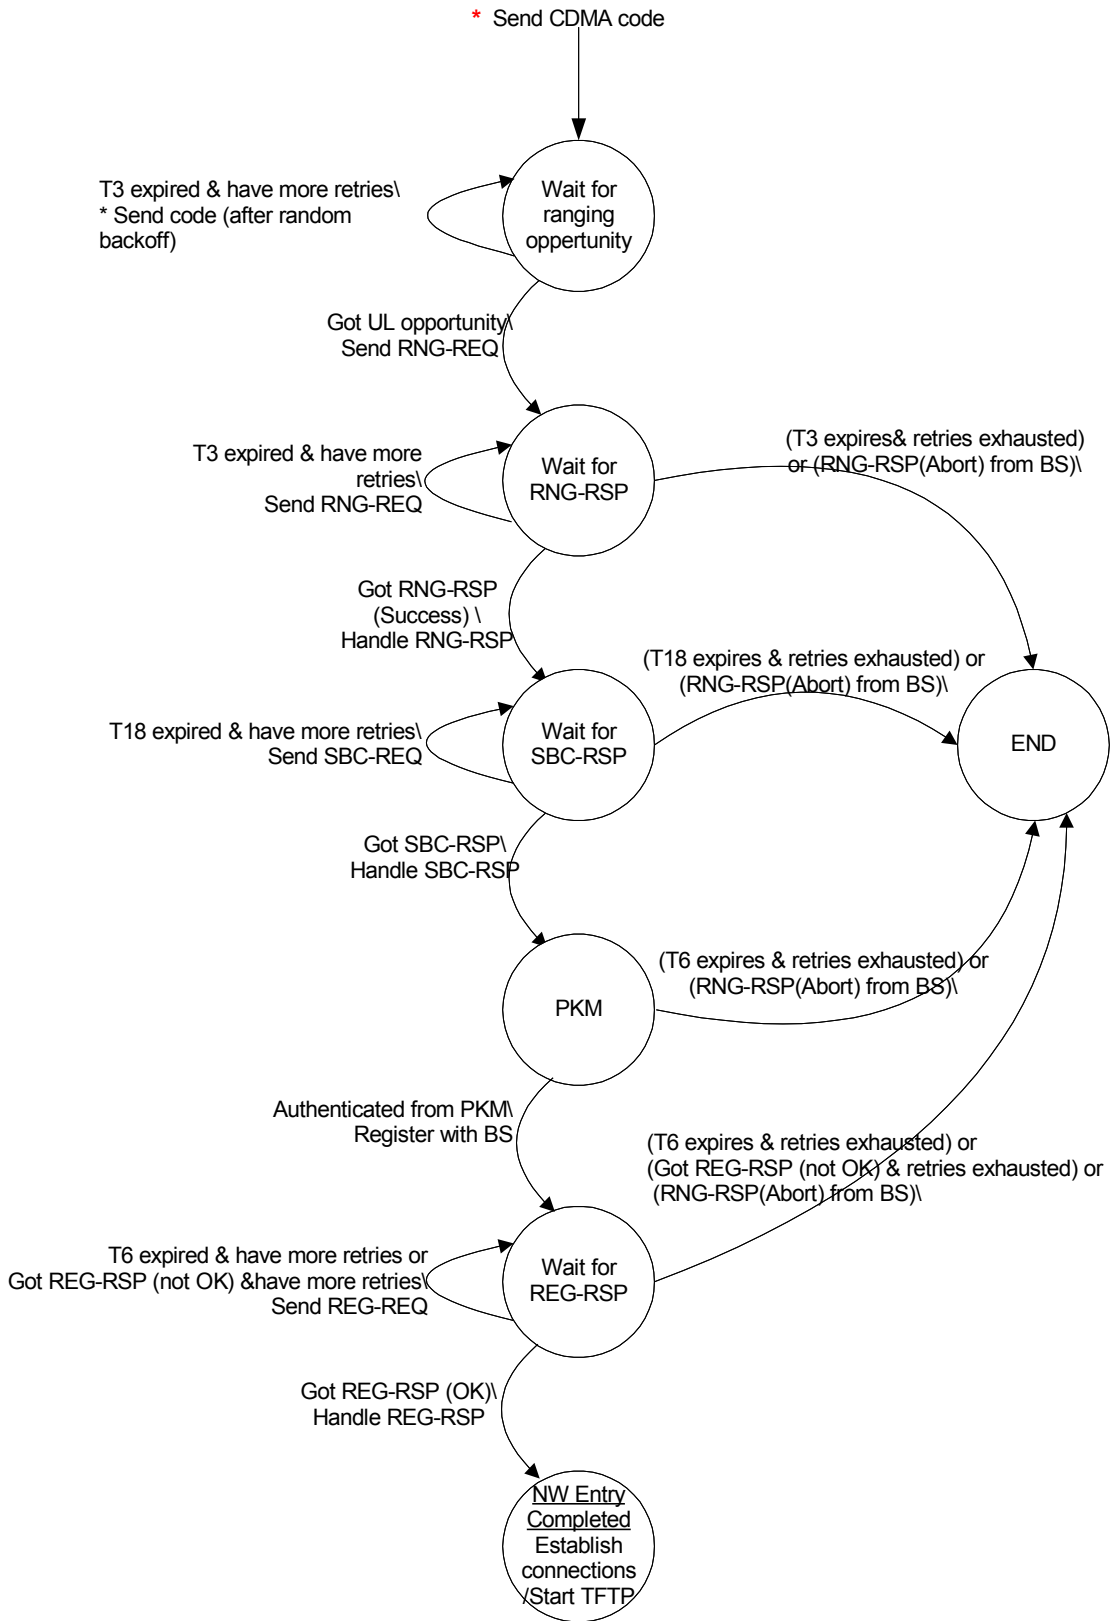 * Send CDMA code
T3 expired & have more retries\
* Send code (after random
backoff)
Wait for
ranging
oppertunity
Got UL opportunity\
Send RNG-REQ
T3 expired & have more
retries\
Send RNG-REQ
Wait for
RNG-RSP
(T3 expires& retries exhausted)
or (RNG-RSP(Abort) from BS)\
Got RNG-RSP
(Success) \
Handle RNG-RSP
(T18 expires & retries exhausted) or
(RNG-RSP(Abort) from BS)\
T18 expired & have more retries\
Send SBC-REQ
Wait for
SBC-RSP
END
Got SBC-RSP\
Handle SBC-RSP
PKM
(T6 expires & retries exhausted) or
(RNG-RSP(Abort) from BS)\
Authenticated from PKM\
Register with BS
(T6 expires & retries exhausted) or
(Got REG-RSP (not OK) & retries exhausted) or
(RNG-RSP(Abort) from BS)\
T6 expired & have more retries or
Got REG-RSP (not OK) &have more retries\
Send REG-REQ
Wait for
REG-RSP
Got REG-RSP (OK)\
Handle REG-RSP
NW Entry
Completed
Establish
connections
/Start TFTP